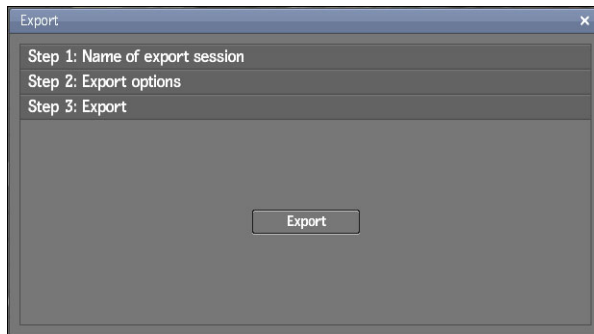 Export
Step 1: Name of export session
Step 2: Export options
Step 3: Export
Export